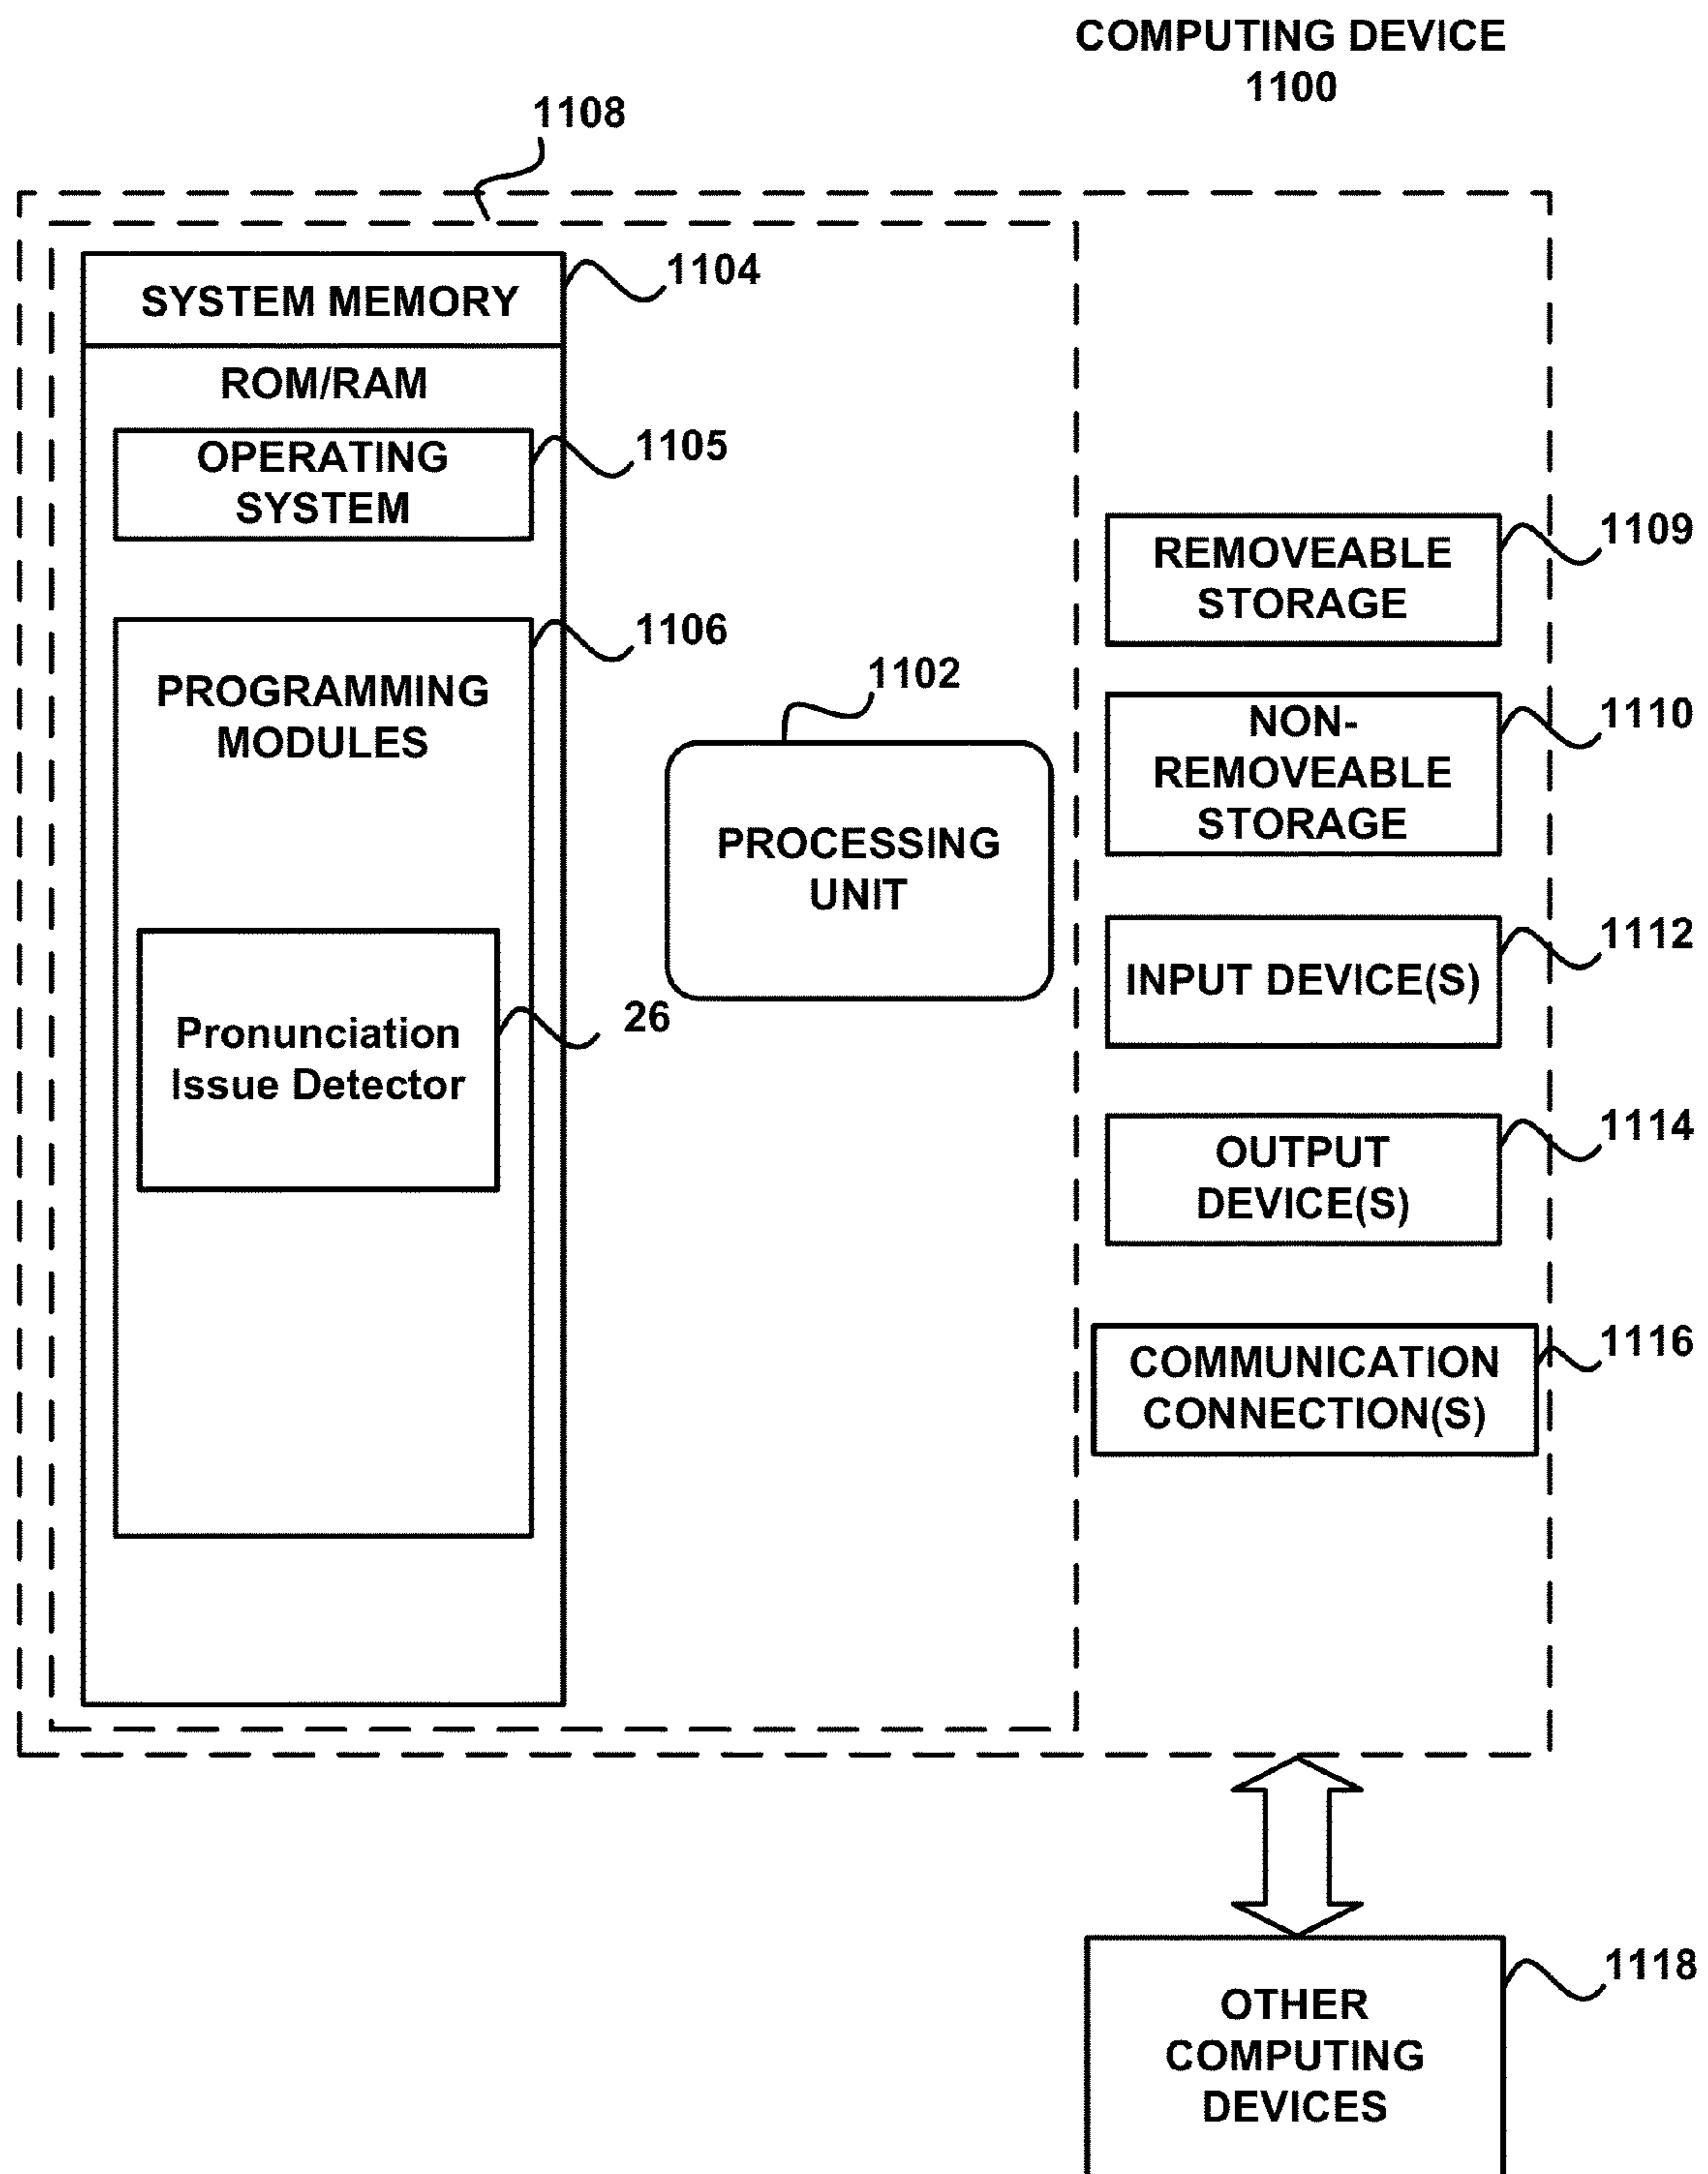 COMPUTING DEVICE
1100
1108
1104
SYSTEM MEMORY
ROM/RAM
1105
OPERATING
SYSTEM
1106
PROGRAMMING
MODULES
26
Pronunciation
Issue Detector
1102
PROCESSING
UNIT
1109
REMOVEABLE
STORAGE
1110
NON-
REMOVEABLE
STORAGE
1112
INPUT DEVICE(S)
1114
OUTPUT
DEVICE(S)
1116
COMMUNICATION
CONNECTION(S)
1118
OTHER
COMPUTING
DEVICES